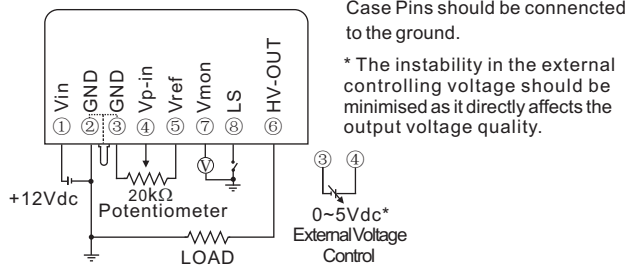 Case Pins should be connencted
to the ground.
* The instability in the external
controlling voltage should be
minimised as it directly affects the
output voltage quality.
Vin
GND
GND
Vp-in
Vref
Vmon
LS
HV-OUT
① ② ③ ④ ⑤ ⑦ ⑧ ⑥
V
③ ④
+12Vdc
20kΩ
Potentiometer
LOAD
0~5Vdc*
External Voltage
Control